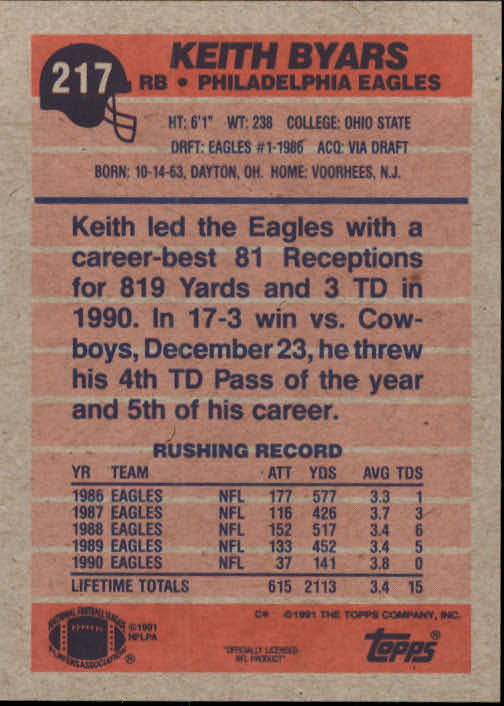 217
KEITH BYARS
RB • PHILADELPHIA EAGLES
HT: 6'1" WT: 238 COLLEGE: OHIO STATE
DRFT: EAGLES #1-1986 ACQ: VIA DRAFT
BORN: 10-14-63, DAYTON, OH. HOME: VOORHEES, N.J.
Keith led the Eagles with a
career-best 81 Receptions
for 819 Yards and 3 TD in
1990. In 17-3 win vs. Cow-
boys, December 23, he threw
his 4th TD Pass of the year
and 5th of his career.
RUSHING RECORD
YR TEAM ATT YDS AVG TDS
1986 EAGLES NFL 177 577 3.3 1
1987 EAGLES NFL 116 426 3.7 3
1988 EAGLES NFL 152 517 3.4 6
1989 EAGLES NFL 133 452 3.4 5
1990 EAGLES NFL 37 141 3.8 0
LIFETIME TOTALS 615 2113 3.4 15
NATIONAL FOOTBALL LEAGUE
PLAYERS ASSOCIATION
®
©1991
NFLPA
C* ©1991 THE TOPPS COMPANY, INC.
"OFFICIALLY LICENSED
NFL PRODUCT"
topps®